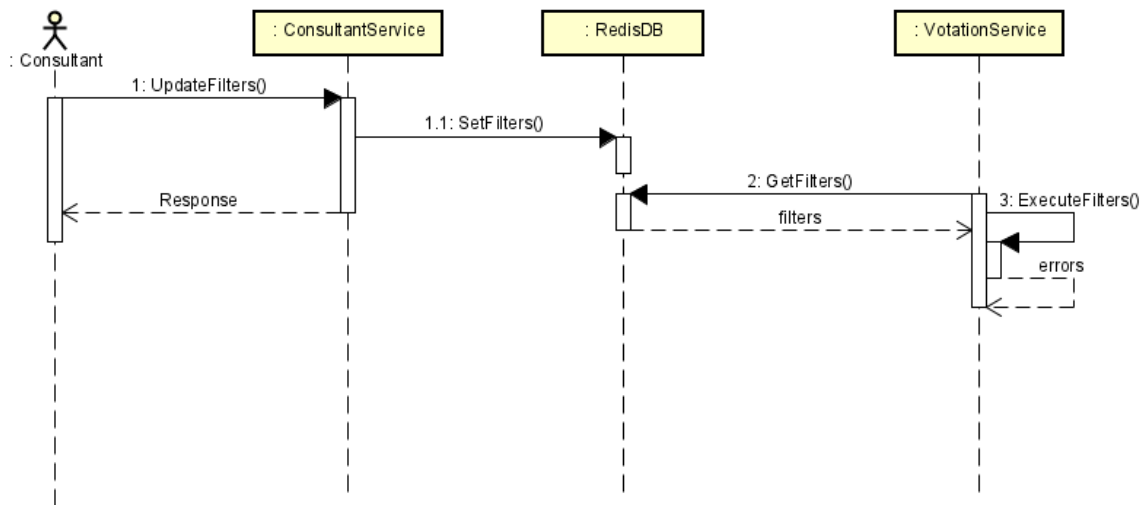 : Consultant
: ConsultantService
: RedisDB
: VotationService
1: UpdateFilters()
1.1: SetFilters()
2: GetFilters()
3: ExecuteFilters()
Response
filters
errors